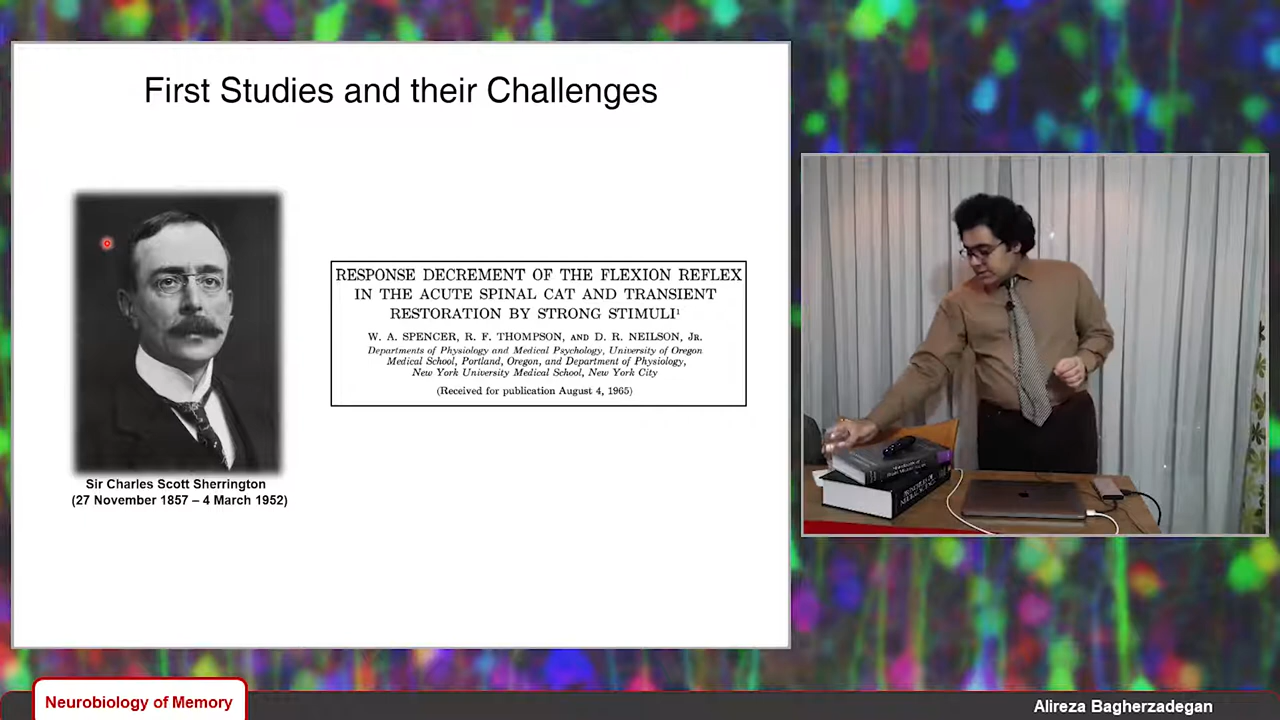 First Studies and their Challenges
RESPONSE DECREMENT OF THE FLEXION REFLEX
IN THE ACUTE SPINAL CAT AND TRANSIENT
RESTORATION BY STRONG STIMULI¹
W. A. SPENCER, R. F. THOMPSON, AND D. R. NEILSON, JR.
Departments of Physiology and Medical Psychology, University of Oregon
Medical School, Portland, Oregon, and Department of Physiology,
New York University Medical School, New York City
(Received for publication August 4, 1965)
Sir Charles Scott Sherrington
(27 November 1857 – 4 March 1952)
Neurobiology of Memory
Alireza Bagherzadegan